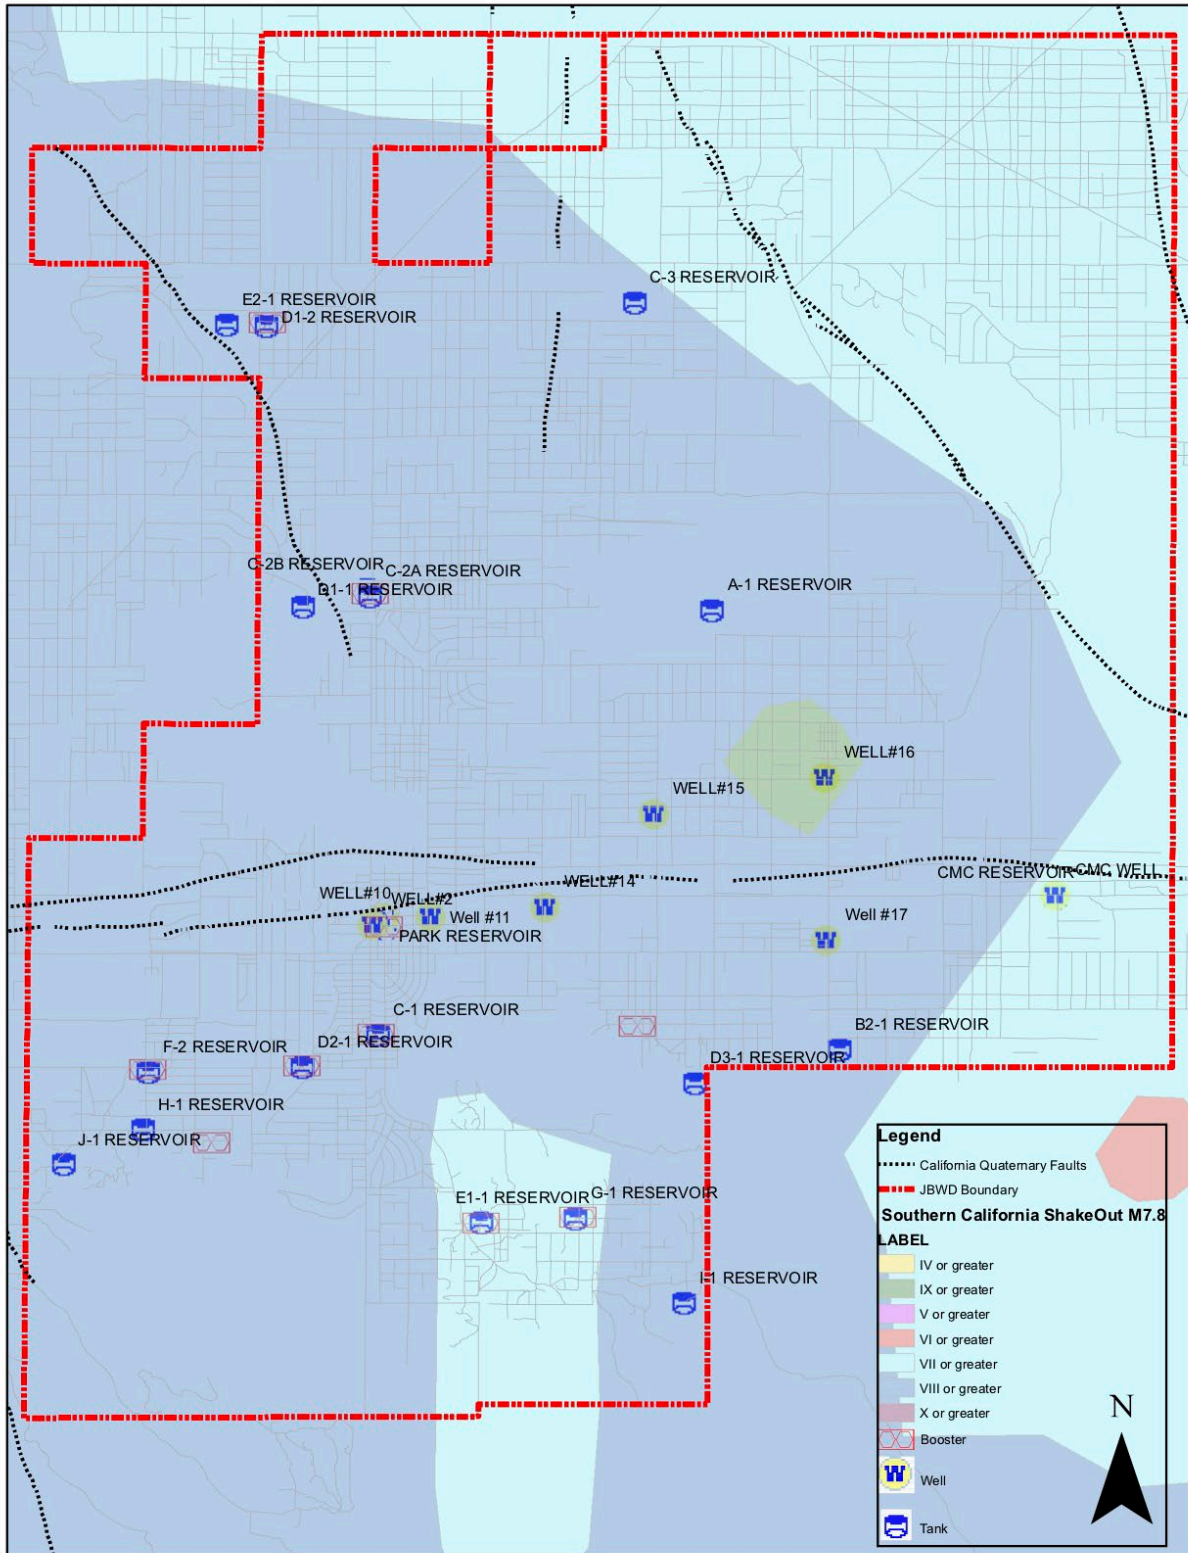 C-3 RESERVOIR
E2-1 RESERVOIR
D1-2 RESERVOIR
C-2B RESERVOIR
C-2A RESERVOIR
D1-1 RESERVOIR
A-1 RESERVOIR
WELL#16
WELL#15
CMC RESERVOIR
CMC WELL
WELL#14
WELL#10
WELL#2
Well #11
Well #17
PARK RESERVOIR
C-1 RESERVOIR
B2-1 RESERVOIR
F-2 RESERVOIR
D2-1 RESERVOIR
D3-1 RESERVOIR
H-1 RESERVOIR
J-1 RESERVOIR
E1-1 RESERVOIR
G-1 RESERVOIR
I-1 RESERVOIR
Legend
California Quaternary Faults
JBWD Boundary
Southern California ShakeOut M7.8
LABEL
IV or greater
IX or greater
V or greater
VI or greater
VII or greater
VIII or greater
X or greater
Booster
Well
Tank
N